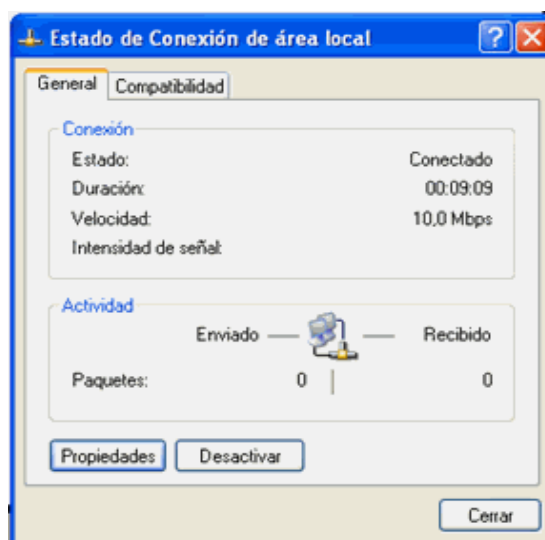 Estado de Conexión de área local
General Compatibilidad
Conexión
Estado: Conectado
Duración: 00:09:09
Velocidad: 10,0 Mbps
Intensidad de señal:
Actividad
Enviado Recibido
Paquetes: 0 0
Propiedades Desactivar
Cerrar